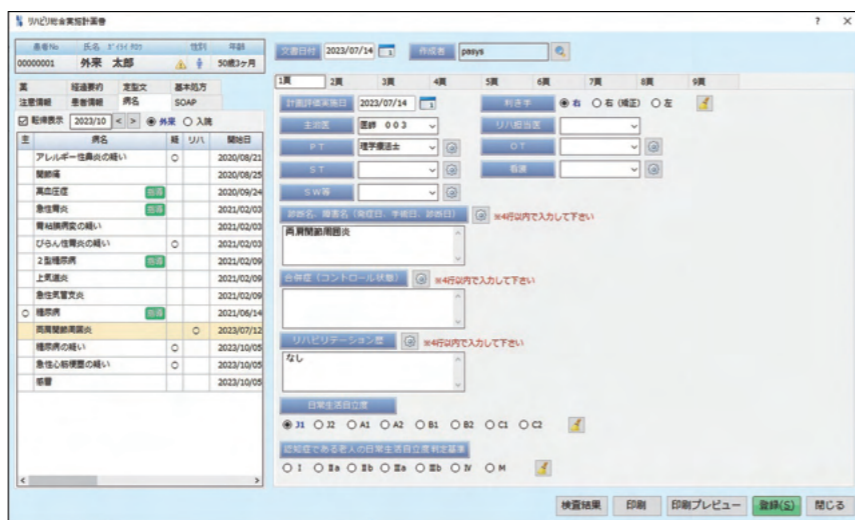 リハビリ総合実施計画書
患者No 氏名 ｶﾞｲﾗｲ ﾀﾛｳ 性別 年齢
00000001 外来 太郎 50歳3ヶ月
文書日付 2023/07/14 作成者 pasys
薬 経過要約 定型文 基本処方
注意情報 患者情報 病名 SOAP
転帰表示 2023/10 < > 外来 入院
主 病名 疑 リハ 開始日
アレルギー性鼻炎の疑い ○ 2020/08/21
関節痛 2020/08/25
高血圧症 指導 2020/09/24
急性胃炎 指導 2021/02/03
胃粘膜病変の疑い 2021/02/03
びらん性胃炎の疑い ○ 2021/02/03
2型糖尿病 指導 2021/02/09
上気道炎 2021/02/09
急性気管支炎 2021/02/09
○ 糖尿病 指導 2021/06/14
両肩関節周囲炎 ○ 2023/07/12
糖尿病の疑い ○ 2023/10/05
急性心筋梗塞の疑い ○ 2023/10/05
感冒 2023/10/05
1頁 2頁 3頁 4頁 5頁 6頁 7頁 8頁 9頁
計画評価実施日 2023/07/14 利き手 右 右（矯正） 左
主治医 医師 003 リハ担当医
PT 理学療法士 OT
ST 看護
SW等
診断名、障害名（発症日、手術日、診断日） ※4行以内で入力して下さい
両肩関節周囲炎
合併症（コントロール状態） ※4行以内で入力して下さい
リハビリテーション歴 ※4行以内で入力して下さい
なし
日常生活自立度
J1 J2 A1 A2 B1 B2 C1 C2
認知症である老人の日常生活自立度判定基準
Ⅰ Ⅱa Ⅱb Ⅲa Ⅲb Ⅳ M
検査結果 印刷 印刷プレビュー 登録(S) 閉じる